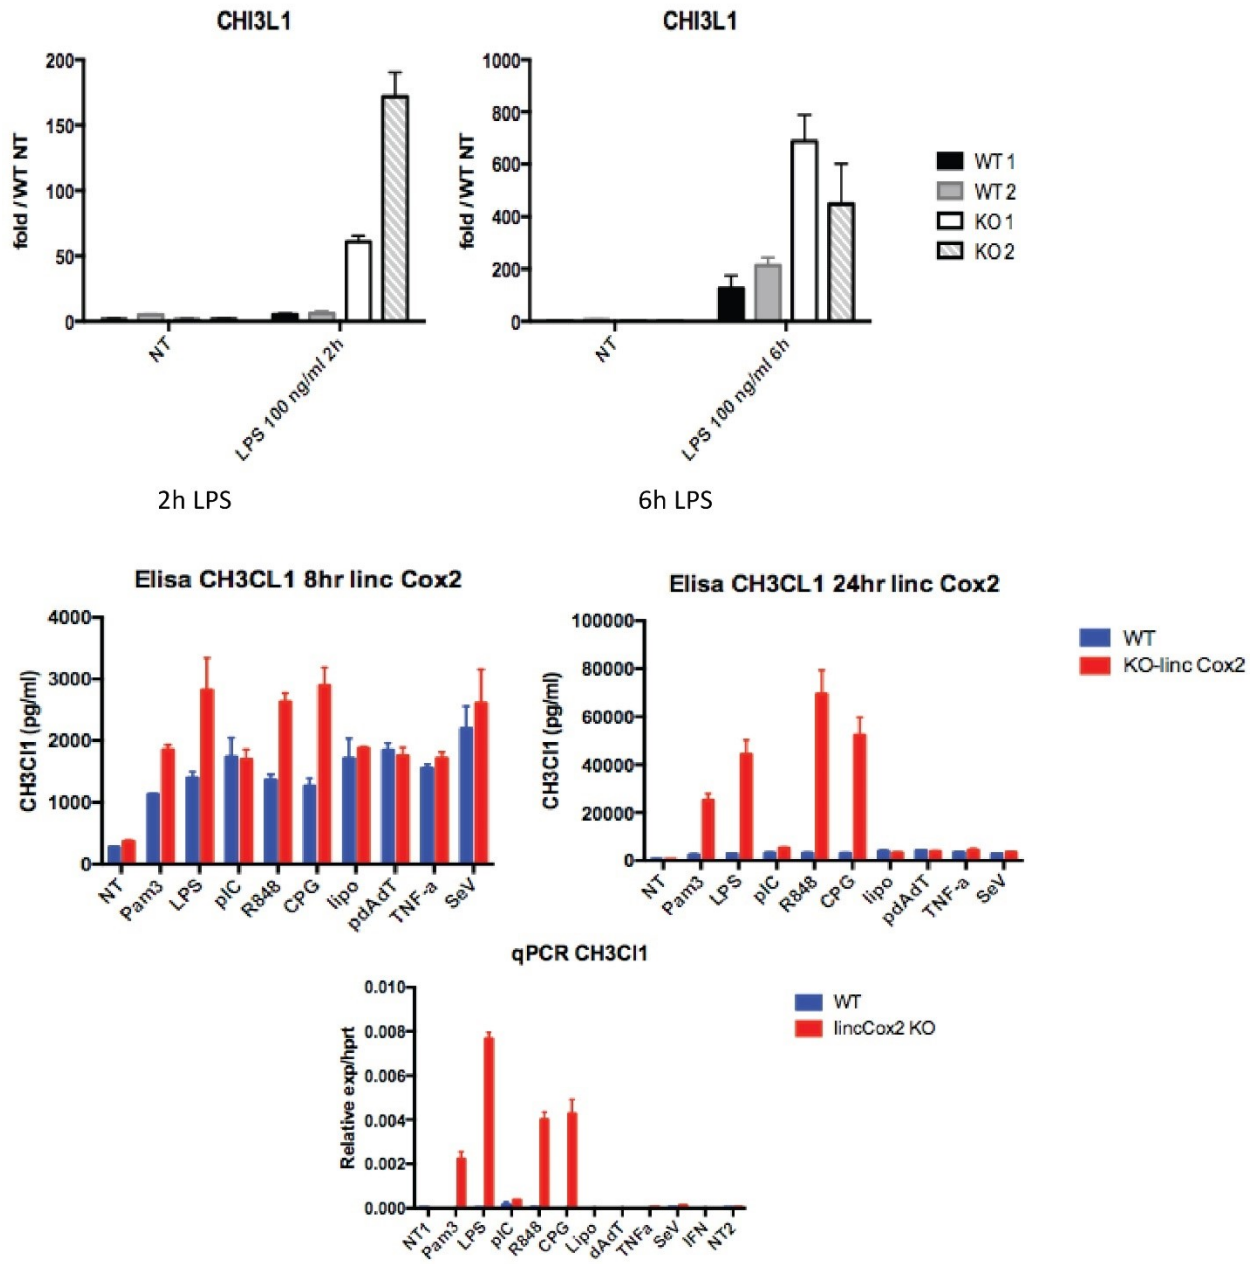 CHI3L1
CHI3L1
fold / WT NT
200
150
100
50
0
NT
LPS 100 ng/ml 2h
fold / WT NT
1000
800
600
400
200
0
NT
LPS 100 ng/ml 6h
WT 1
WT 2
KO 1
KO 2
2h LPS
6h LPS
Elisa CH3CL1 8hr linc Cox2
CH3Cl1 (pg/ml)
4000
3000
2000
1000
0
NT
Pam3
LPS
pIC
R848
CPG
lipo
pdAdT
TNF-a
SeV
Elisa CH3CL1 24hr linc Cox2
CH3Cl1 (pg/ml)
100000
80000
60000
40000
20000
0
NT
Pam3
LPS
pIC
R848
CPG
lipo
pdAdT
TNF-a
SeV
WT
KO-linc Cox2
qPCR CH3Cl1
Relative exp/hprt
0.010
0.008
0.006
0.004
0.002
0.000
NT1
Pam3
LPS
pIC
R848
CPG
Lipo
dAdT
TNFa
SeV
IFN
NT2
WT
lincCox2 KO